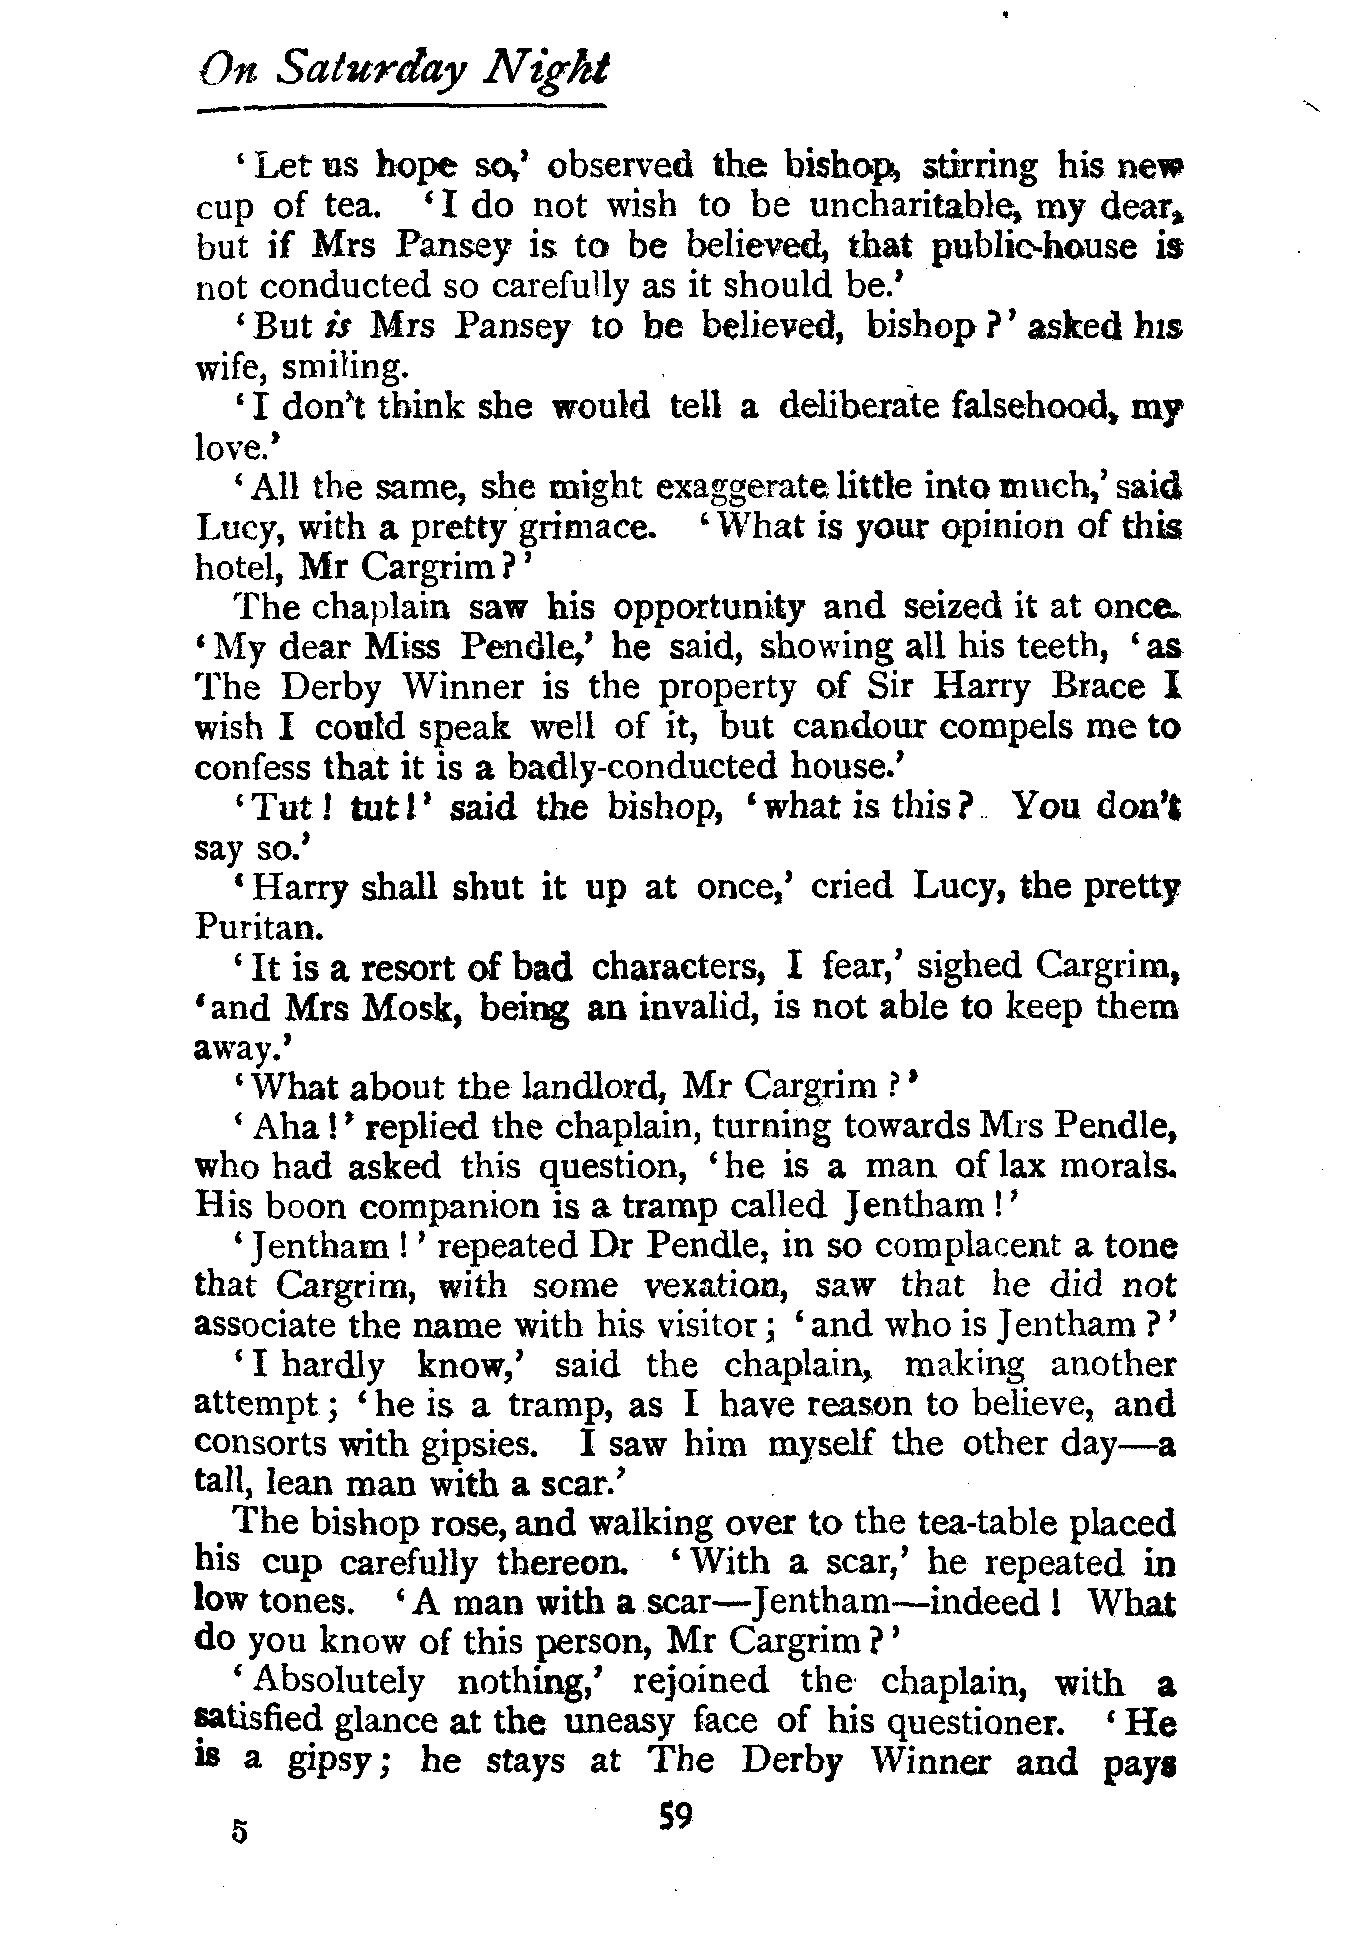 On Saturday Night
‘Let us hope so,’ observed the bishop, stirring his new
cup of tea. ‘I do not wish to be uncharitable, my dear,
but if Mrs Pansey is to be believed, that public-house is
not conducted so carefully as it should be.’
‘But is Mrs Pansey to be believed, bishop?’ asked his
wife, smiling.
‘I don’t think she would tell a deliberate falsehood, my
love.’
‘All the same, she might exaggerate little into much,’ said
Lucy, with a pretty grimace. ‘What is your opinion of this
hotel, Mr Cargrim?’
The chaplain saw his opportunity and seized it at once.
‘My dear Miss Pendle,’ he said, showing all his teeth, ‘as
The Derby Winner is the property of Sir Harry Brace I
wish I could speak well of it, but candour compels me to
confess that it is a badly-conducted house.’
‘Tut! tut!’ said the bishop, ‘what is this? You don’t
say so.’
‘Harry shall shut it up at once,’ cried Lucy, the pretty
Puritan.
‘It is a resort of bad characters, I fear,’ sighed Cargrim,
‘and Mrs Mosk, being an invalid, is not able to keep them
away.’
‘What about the landlord, Mr Cargrim?’
‘Aha!’ replied the chaplain, turning towards Mrs Pendle,
who had asked this question, ‘he is a man of lax morals.
His boon companion is a tramp called Jentham!’
‘Jentham!’ repeated Dr Pendle, in so complacent a tone
that Cargrim, with some vexation, saw that he did not
associate the name with his visitor; ‘and who is Jentham?’
‘I hardly know,’ said the chaplain, making another
attempt; ‘he is a tramp, as I have reason to believe, and
consorts with gipsies. I saw him myself the other day—a
tall, lean man with a scar.’
The bishop rose, and walking over to the tea-table placed
his cup carefully thereon. ‘With a scar,’ he repeated in
low tones. ‘A man with a scar—Jentham—indeed! What
do you know of this person, Mr Cargrim?’
‘Absolutely nothing,’ rejoined the chaplain, with a
satisfied glance at the uneasy face of his questioner. ‘He
is a gipsy; he stays at The Derby Winner and pays
59
5